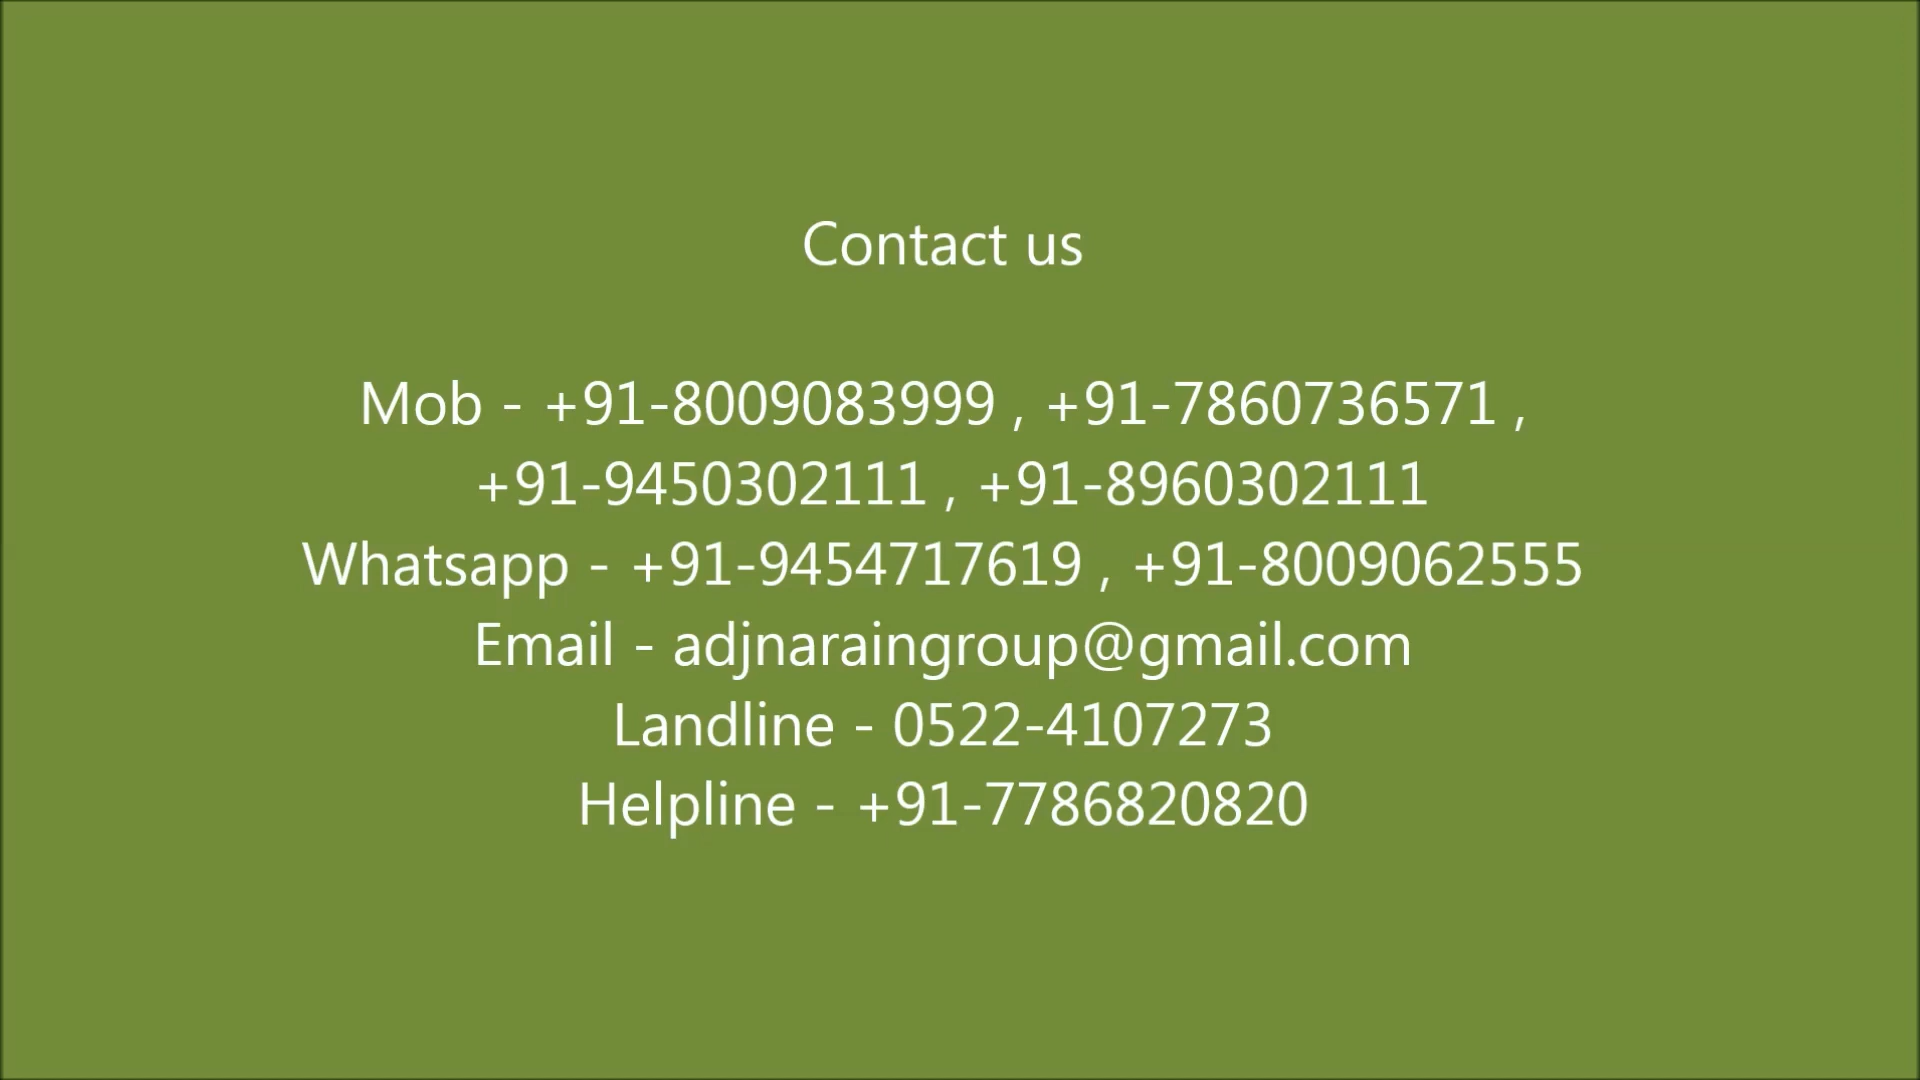 Contact us
Mob - +91-8009083999 , +91-7860736571 ,
+91-9450302111 , +91-8960302111
Whatsapp - +91-9454717619 , +91-8009062555
Email - adjnaraingroup@gmail.com
Landline - 0522-4107273
Helpline - +91-7786820820